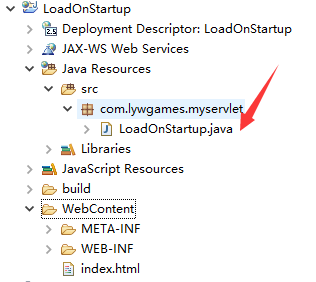 LoadOnStartup
Deployment Descriptor: LoadOnStartup
JAX-WS Web Services
Java Resources
src
com.lywgames.myservlet
LoadOnStartup.java
Libraries
JavaScript Resources
build
WebContent
META-INF
WEB-INF
index.html